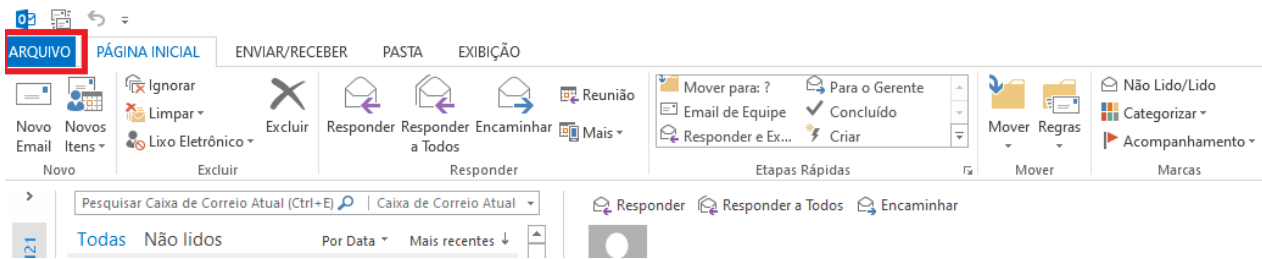 ARQUIVO PÁGINA INICIAL ENVIAR/RECEBER PASTA EXIBIÇÃO
Novo Email
Novos Itens
Ignorar
Limpar
Lixo Eletrônico
Excluir
Responder
Responder a Todos
Encaminhar
Reunião
Mais
Mover para: ?
Email de Equipe
Responder e Ex...
Para o Gerente
Concluído
Criar
Mover
Regras
Não Lido/Lido
Categorizar
Acompanhamento
Novo Excluir Responder Etapas Rápidas Mover Marcas
Pesquisar Caixa de Correio Atual (Ctrl+E) Caixa de Correio Atual
Responder Responder a Todos Encaminhar
Todas Não lidos Por Data Mais recentes ↓